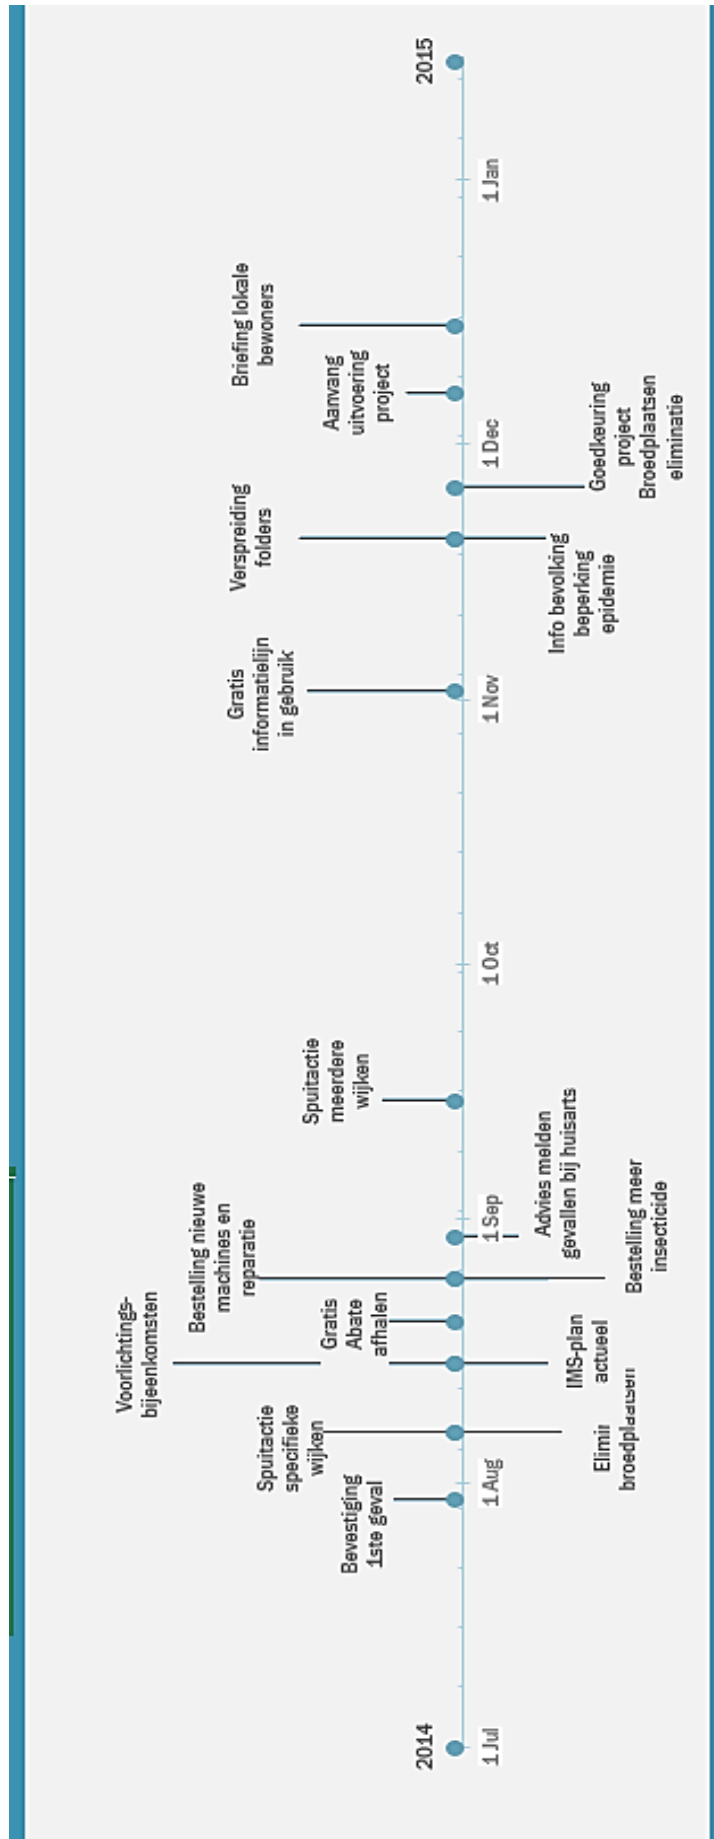 2014
2015
1 Jul
1 Aug
1 Sep
1 Oct
1 Nov
1 Dec
1 Jan
Bevestiging
1ste geval
Spuitactie
specifieke
wijken
Voorlichtings-
bijeenkomsten
Gratis
Abate
afhalen
Bestelling nieuwe
machines en
reparatie
Spuitactie
meerdere
wijken
Gratis
informatielijn
in gebruik
Verspreiding
folders
Aanvang
uitvoering
project
Briefing lokale
bewoners
broedplaatsen
IMS-plan
actueel
Bestelling meer
insecticide
Advies melden
gevallen bij huisarts
Info bevolking
beperking
epidemie
Goedkeuring
project
Broedplaatsen
eliminatie